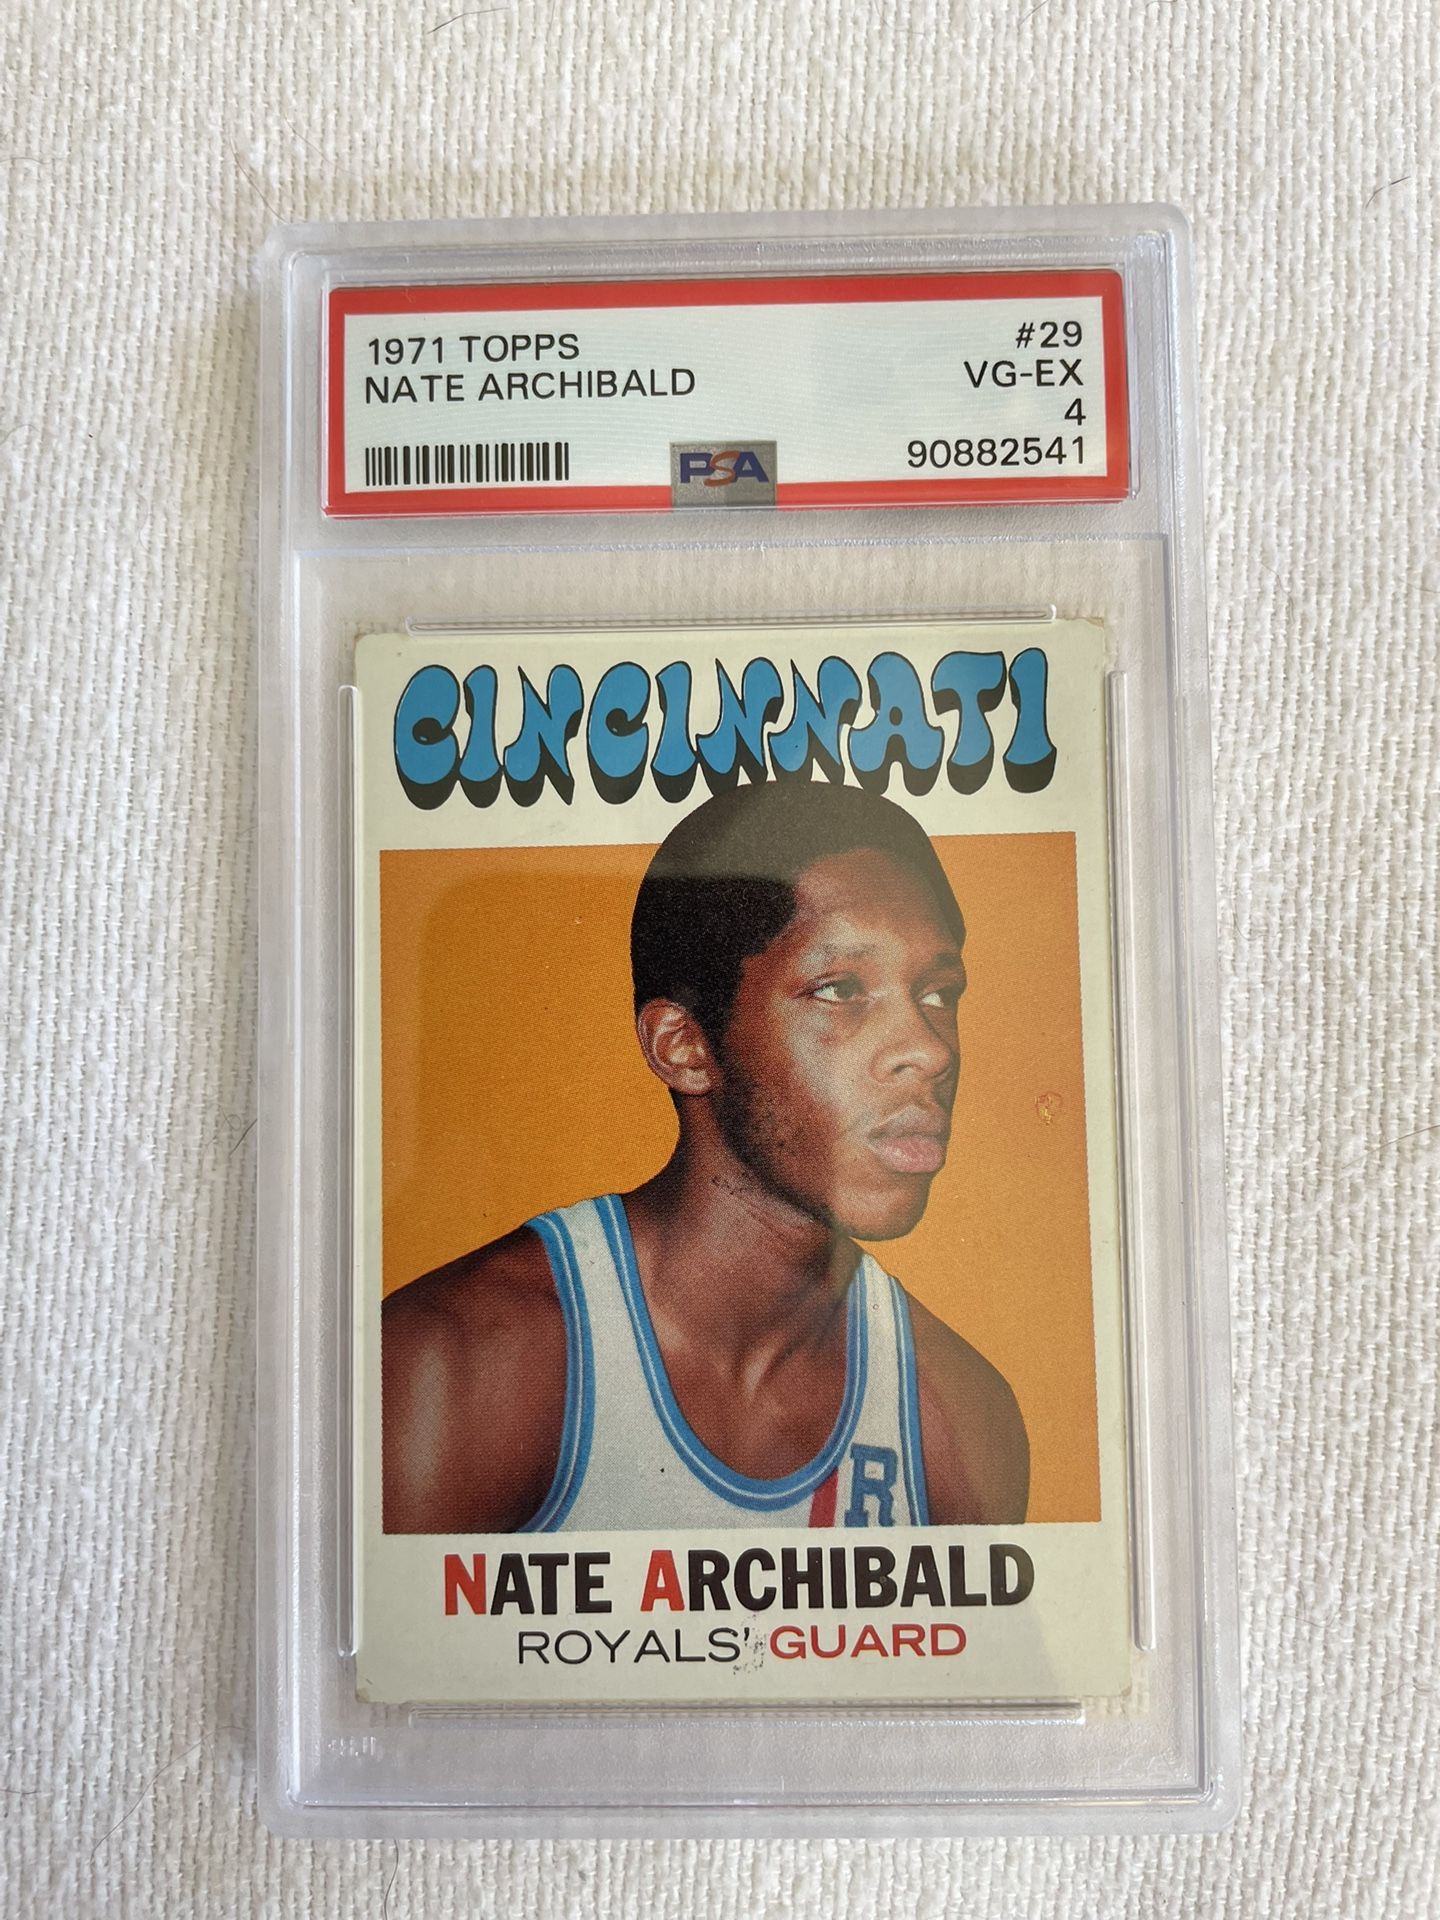 1971 TOPPS #29
NATE ARCHIBALD VG-EX
4
PSA 90882541
CINCINNATI
R
NATE ARCHIBALD
ROYALS' GUARD